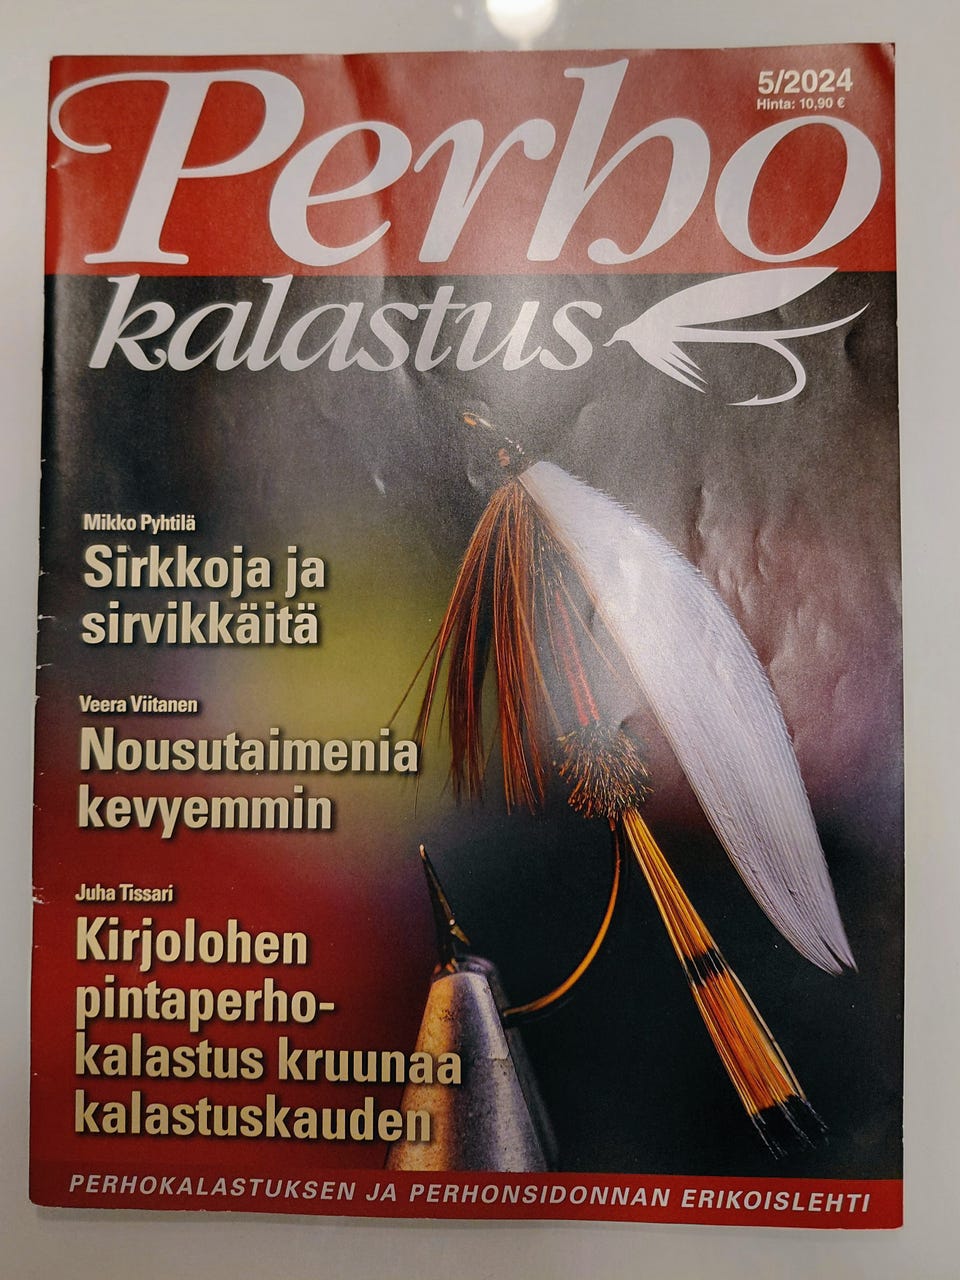 Perho
5/2024
Hinta: 10,90 €
kalastus
Mikko Pyhtilä
Sirkkoja ja
sirvikkäitä
Veera Viitanen
Nousutaimenia
kevyemmin
Juha Tissari
Kirjolohen
pintaperho-
kalastus kruunaa
kalastuskauden
PERHOKALASTUKSEN JA PERHONSIDONNAN ERIKOISLEHTI